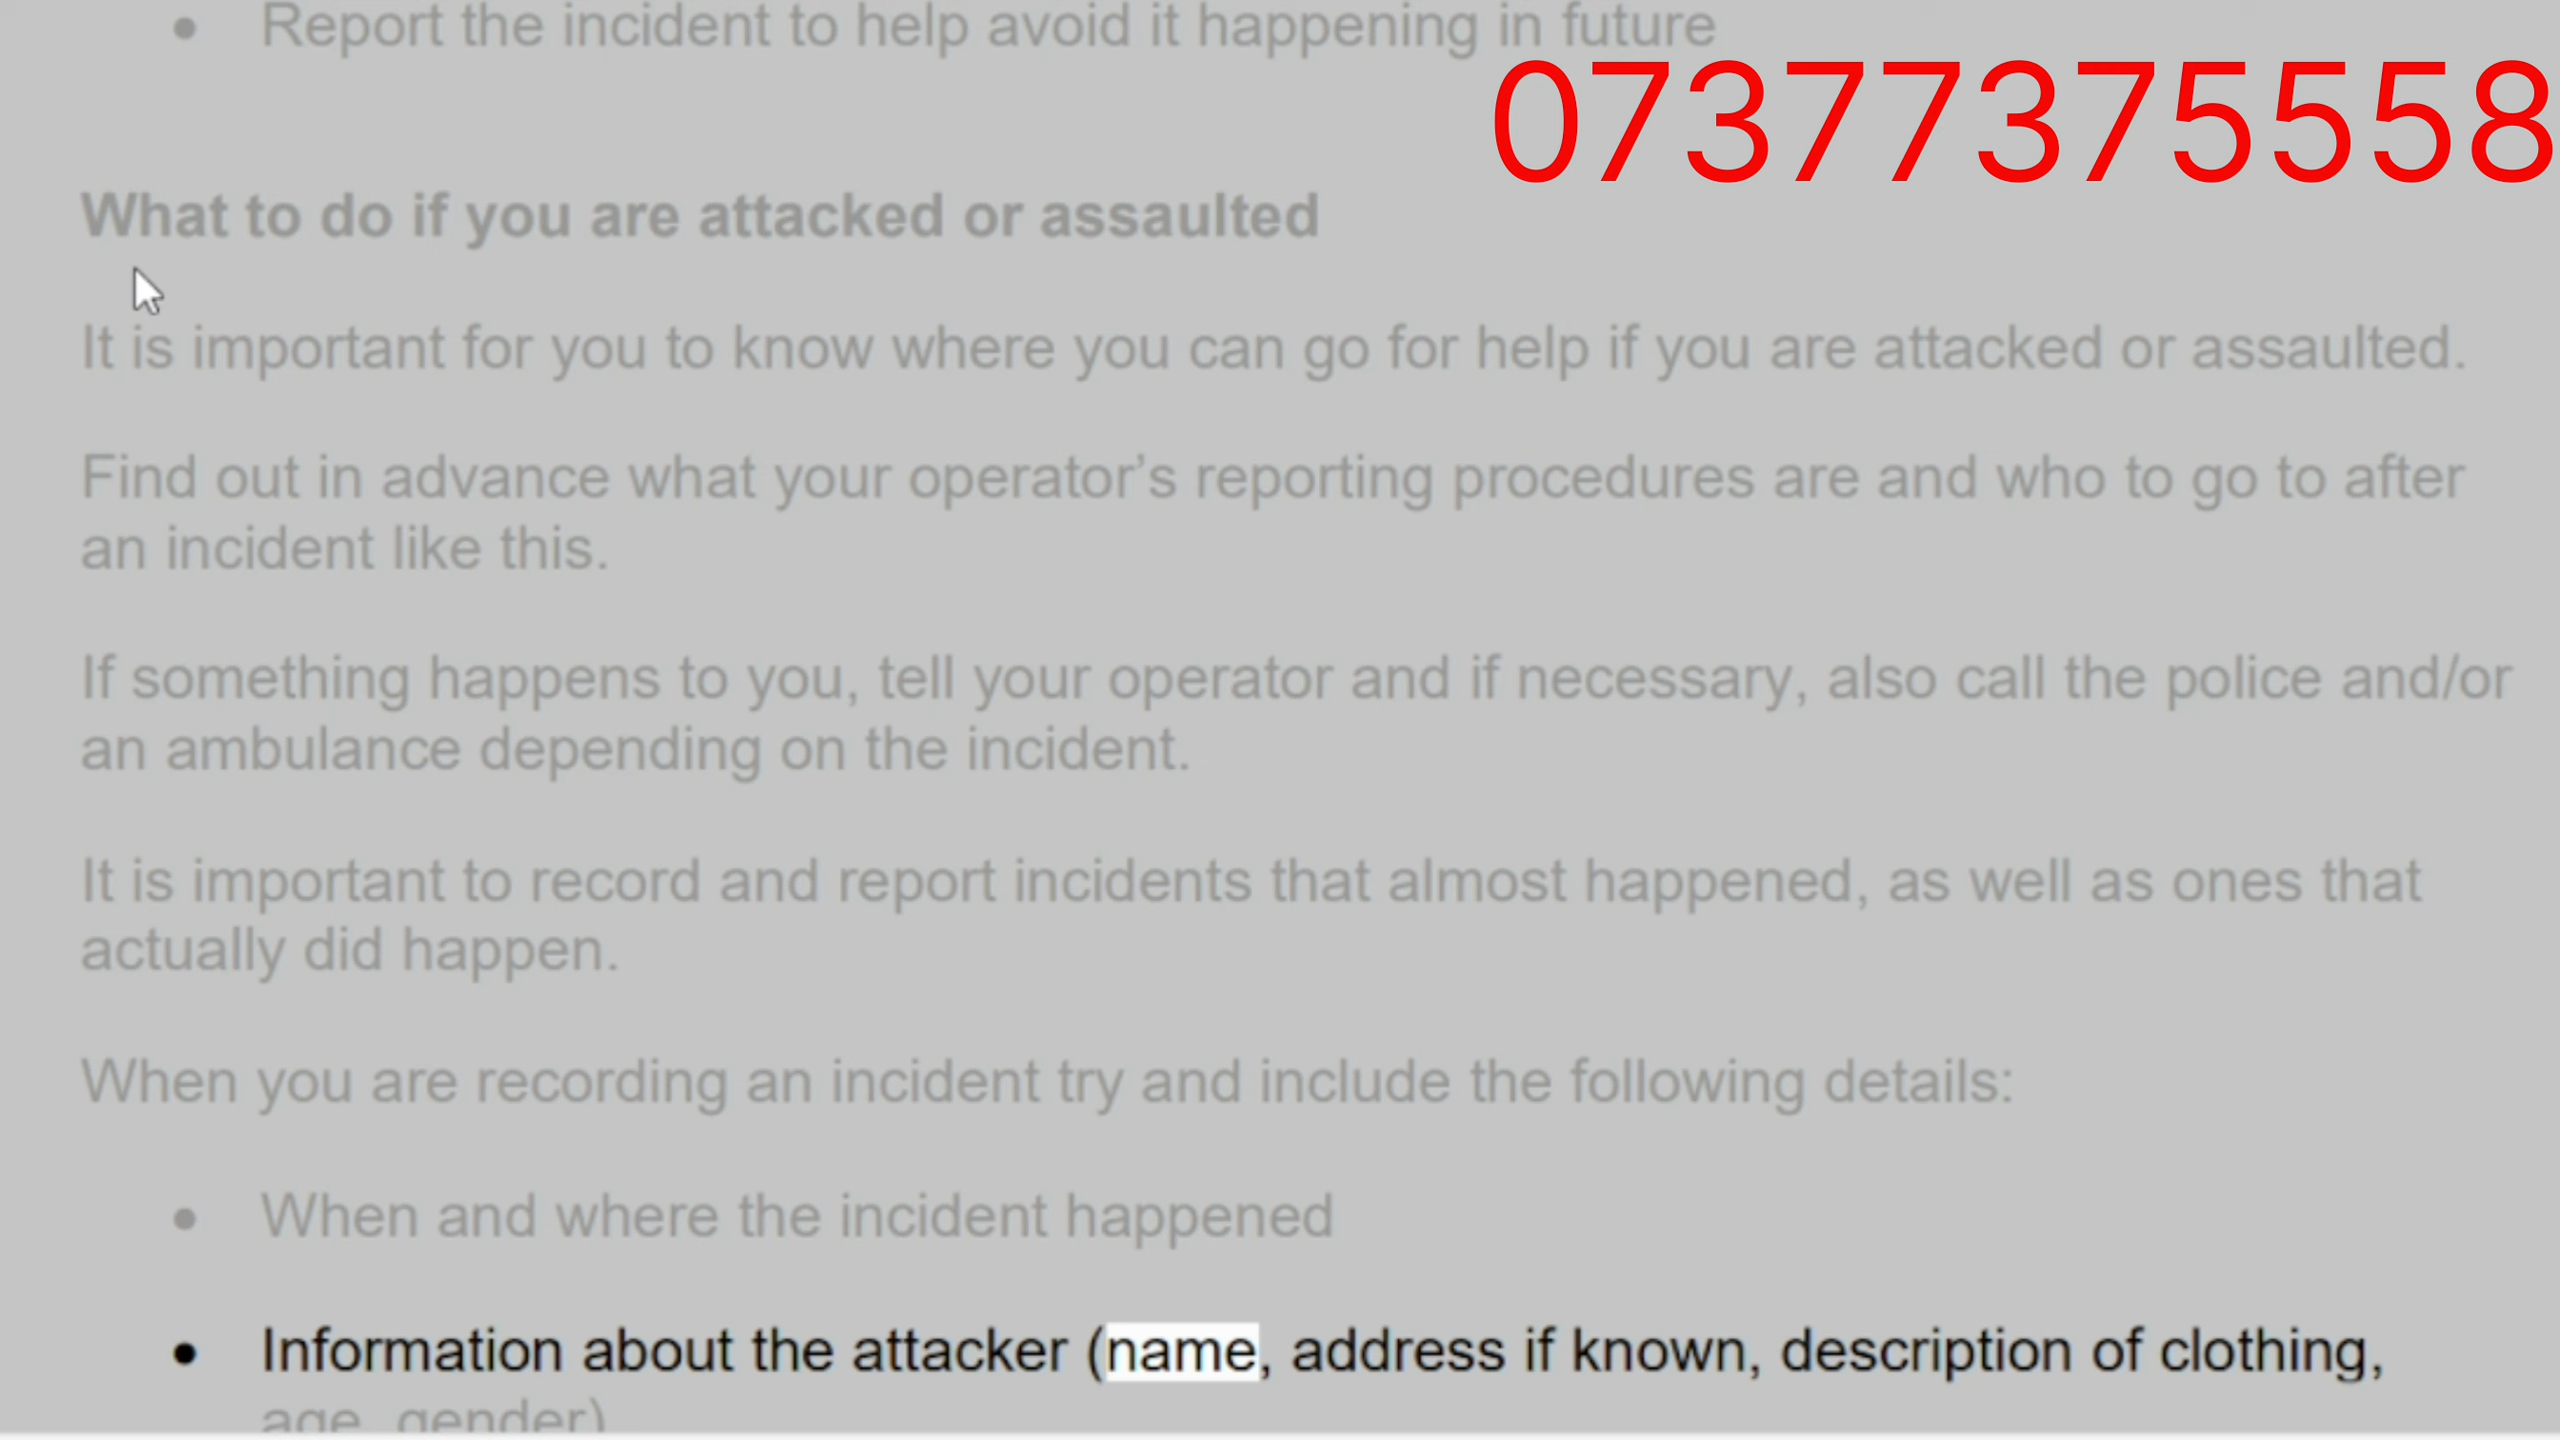 • Report the incident to help avoid it happening in future
07377375558
What to do if you are attacked or assaulted
It is important for you to know where you can go for help if you are attacked or assaulted.
Find out in advance what your operator’s reporting procedures are and who to go to after
an incident like this.
If something happens to you, tell your operator and if necessary, also call the police and/or
an ambulance depending on the incident.
It is important to record and report incidents that almost happened, as well as ones that
actually did happen.
When you are recording an incident try and include the following details:
• When and where the incident happened
• Information about the attacker (name, address if known, description of clothing,
age, gender)